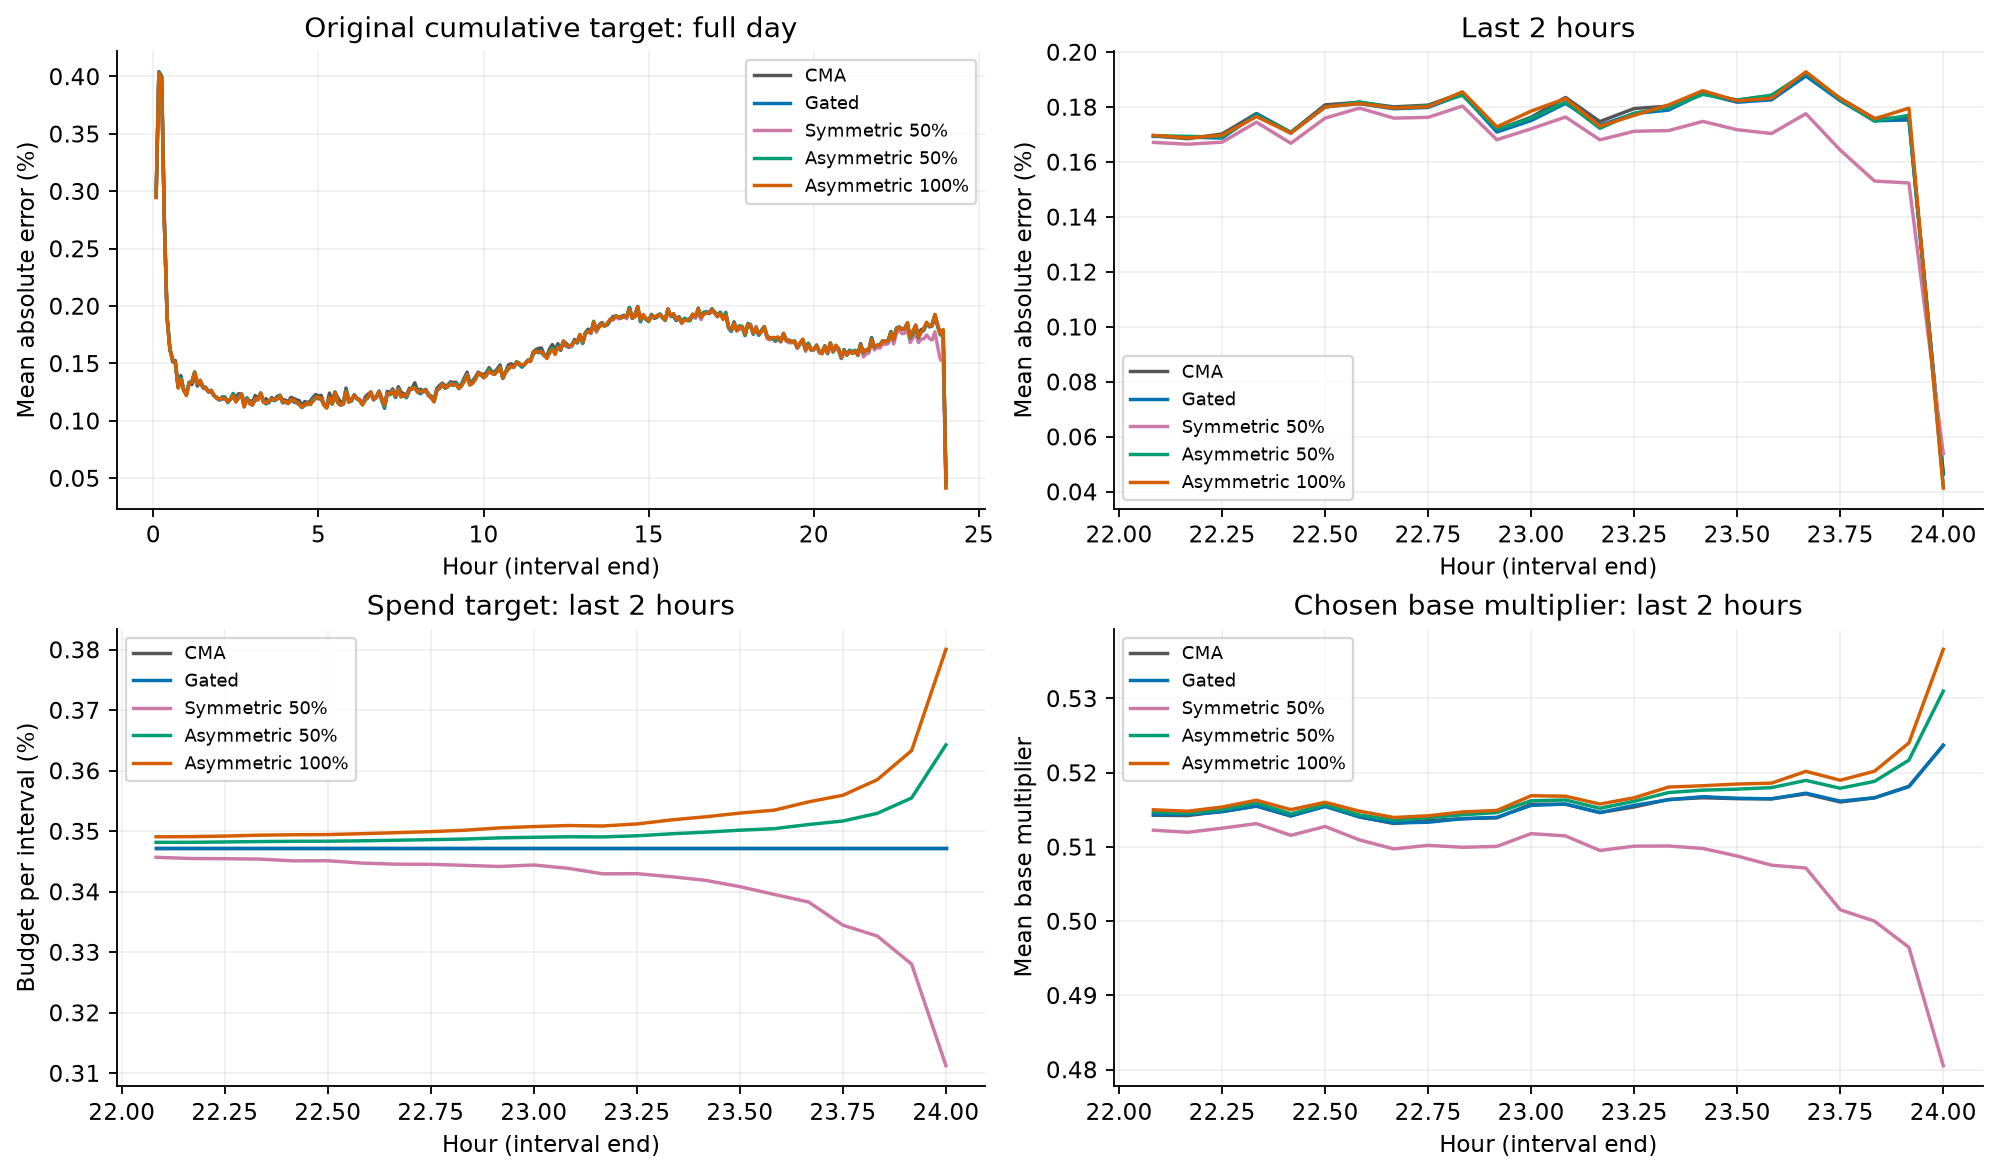 Original cumulative target: full day
Mean absolute error (%)
0.40
0.35
0.30
0.25
0.20
0.15
0.10
0.05
CMA
Gated
Symmetric 50%
Asymmetric 50%
Asymmetric 100%
0 5 10 15 20 25
Hour (interval end)
Last 2 hours
Mean absolute error (%)
0.20
0.18
0.16
0.14
0.12
0.10
0.08
0.06
0.04
CMA
Gated
Symmetric 50%
Asymmetric 50%
Asymmetric 100%
22.00 22.25 22.50 22.75 23.00 23.25 23.50 23.75 24.00
Hour (interval end)
Spend target: last 2 hours
Budget per interval (%)
0.38
0.37
0.36
0.35
0.34
0.33
0.32
0.31
CMA
Gated
Symmetric 50%
Asymmetric 50%
Asymmetric 100%
22.00 22.25 22.50 22.75 23.00 23.25 23.50 23.75 24.00
Hour (interval end)
Chosen base multiplier: last 2 hours
Mean base multiplier
0.53
0.52
0.51
0.50
0.49
0.48
CMA
Gated
Symmetric 50%
Asymmetric 50%
Asymmetric 100%
22.00 22.25 22.50 22.75 23.00 23.25 23.50 23.75 24.00
Hour (interval end)